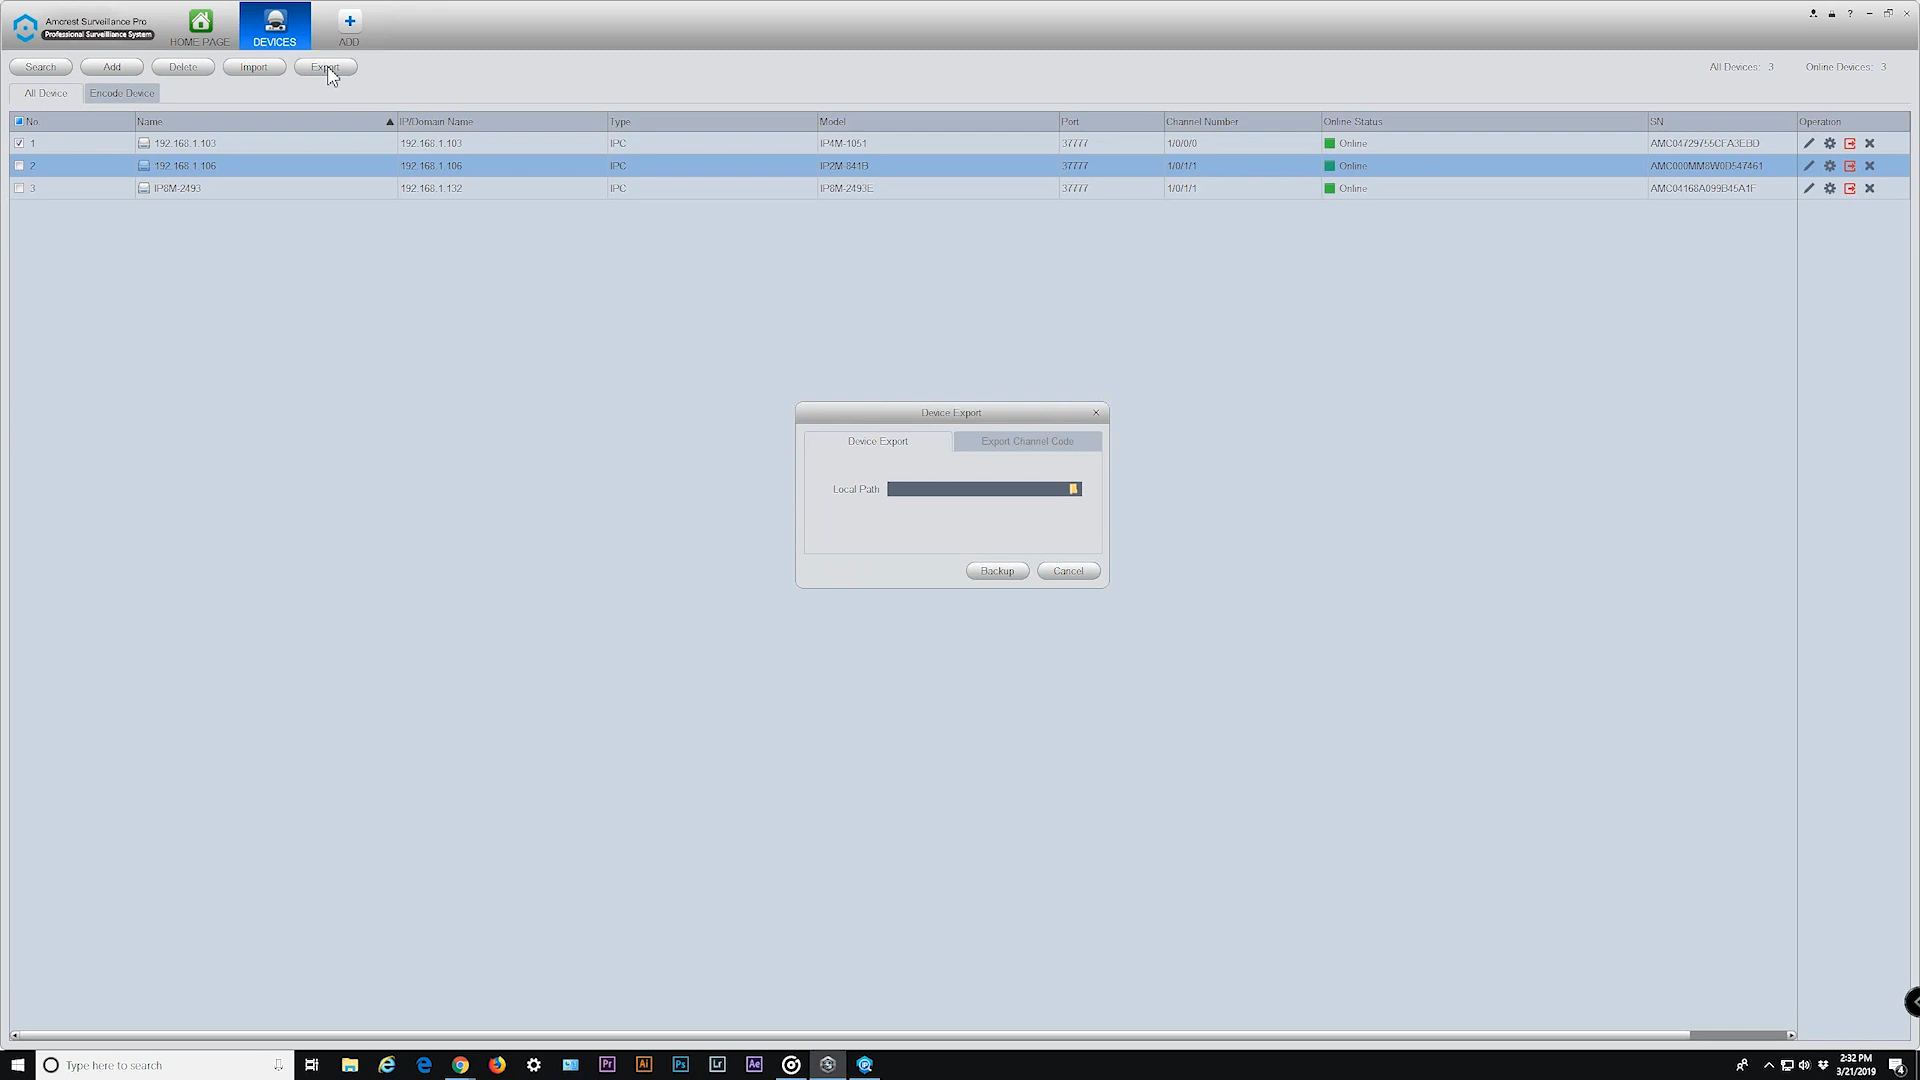 Amcrest Surveillance Pro
Professional Surveillance System
HOME PAGE
DEVICES
ADD
Search
Add
Delete
Import
Export
All Devices: 3
Online Devices: 3
All Device
Encode Device
No. Name IP/Domain Name Type Model Port Channel Number Online Status SN Operation
1 192.168.1.103 192.168.1.103 IPC IP4M-1051 37777 1/0/0/0 Online AMC04729755CFA3EBD
2 192.168.1.106 192.168.1.106 IPC IP2M-841B 37777 1/0/1/1 Online AMC000MM8W0D547461
3 IP8M-2493 192.168.1.132 IPC IP8M-2493E 37777 1/0/1/1 Online AMC04168A099B45A1F
Device Export
Device Export
Export Channel Code
Local Path
Backup
Cancel
Type here to search
Pr
Ai
Ps
Lr
Ae
2:32 PM
3/21/2019
4